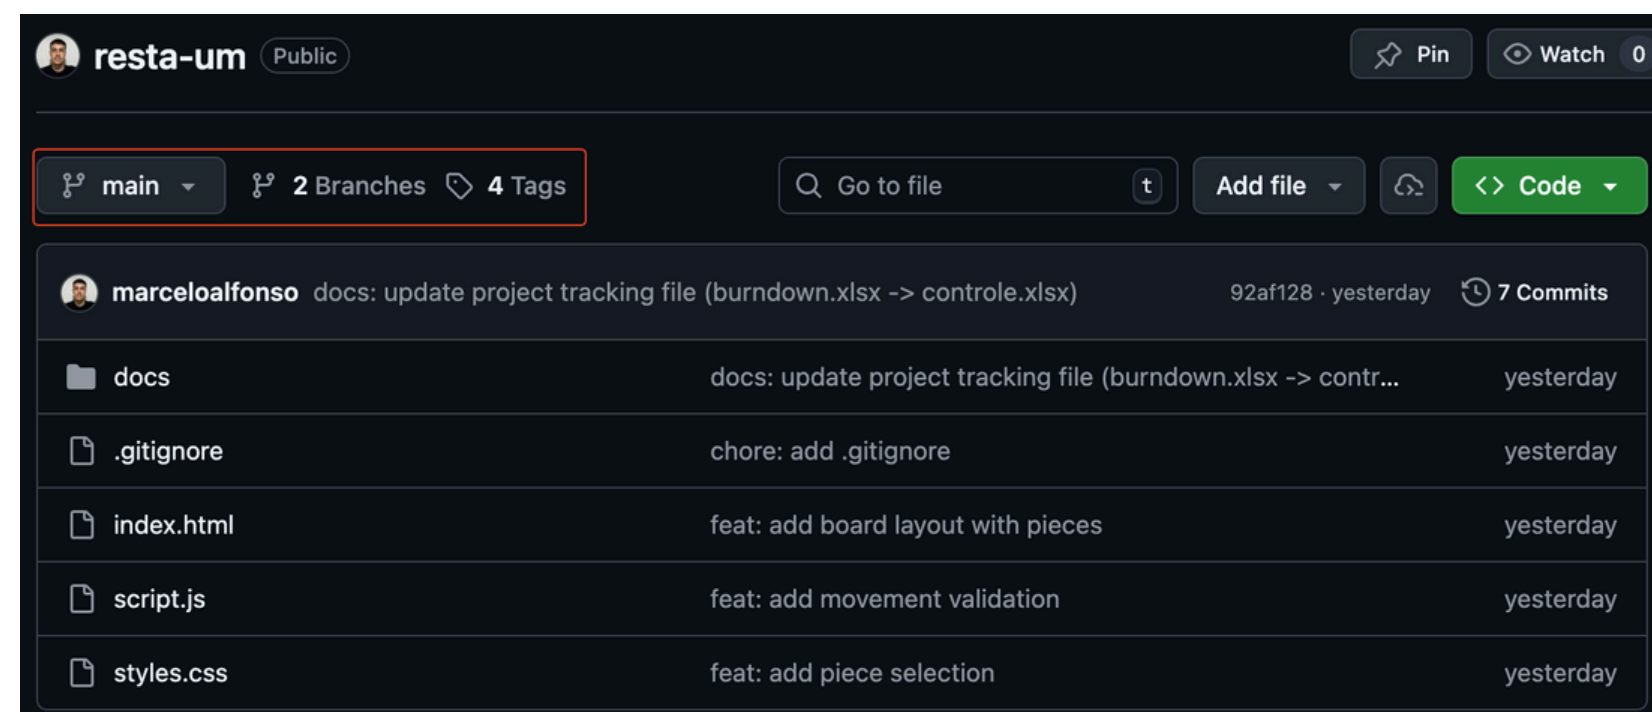 resta-um Public Pin Watch 0
main 2 Branches 4 Tags Go to file t Add file Code
marceloalfonso docs: update project tracking file (burndown.xlsx -> controle.xlsx) 92af128 · yesterday 7 Commits
docs docs: update project tracking file (burndown.xlsx -> contr... yesterday
.gitignore chore: add .gitignore yesterday
index.html feat: add board layout with pieces yesterday
script.js feat: add movement validation yesterday
styles.css feat: add piece selection yesterday